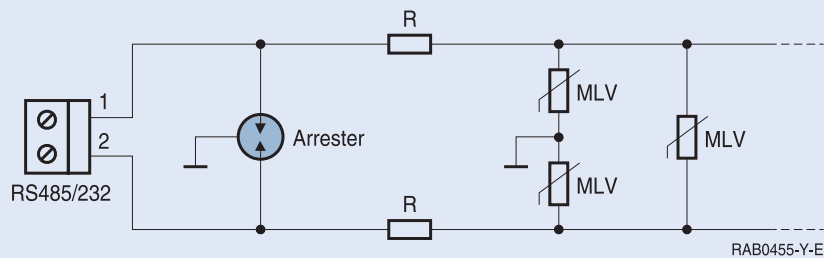 R
1
MLV
2
Arrester
MLV
MLV
RS485/232
R
RAB0455-Y-E